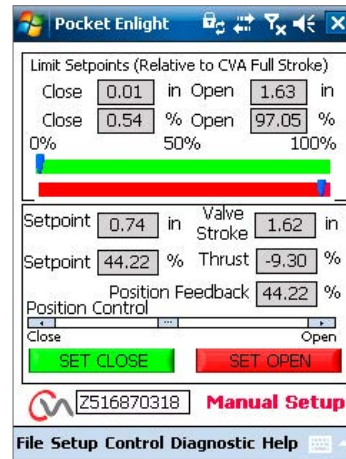 Pocket Enlight
Limit Setpoints (Relative to CVA Full Stroke)
Close 0.01 in Open 1.63 in
Close 0.54 % Open 97.05 %
0% 50% 100%
Setpoint 0.74 in Valve Stroke 1.62 in
Setpoint 44.22 % Thrust -9.30 %
Position Feedback 44.22 %
Position Control
Close Open
SET CLOSE SET OPEN
Z516870318 Manual Setup
File Setup Control Diagnostic Help